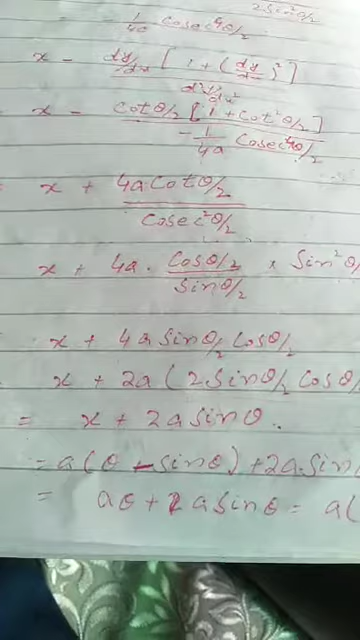 2Sin²θ/2
1/4a Cosec⁴θ/2
x - dy/dx [1 + (dy/dx)²] / d²y/dx²
x - Cotθ/2 [1 + Cot²θ/2] / -1/4a Cosec⁴θ/2
= x + 4a Cotθ/2 / Cosec²θ/2
x + 4a · Cosθ/2 / Sinθ/2 × Sin²θ/
x + 4a Sinθ/2 Cosθ/2
x + 2a (2 Sinθ/2 Cosθ/
= x + 2a Sinθ.
= a(θ - Sinθ) + 2a Sin
= aθ + a Sinθ = a(